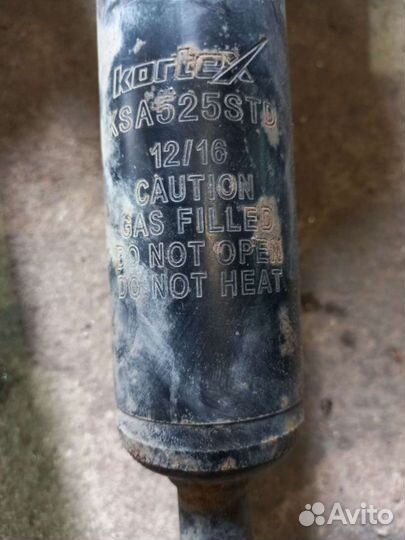 kortex
KSA525STD
12/16
CAUTION
GAS FILLED
DO NOT OPEN
DO NOT HEAT
Avito